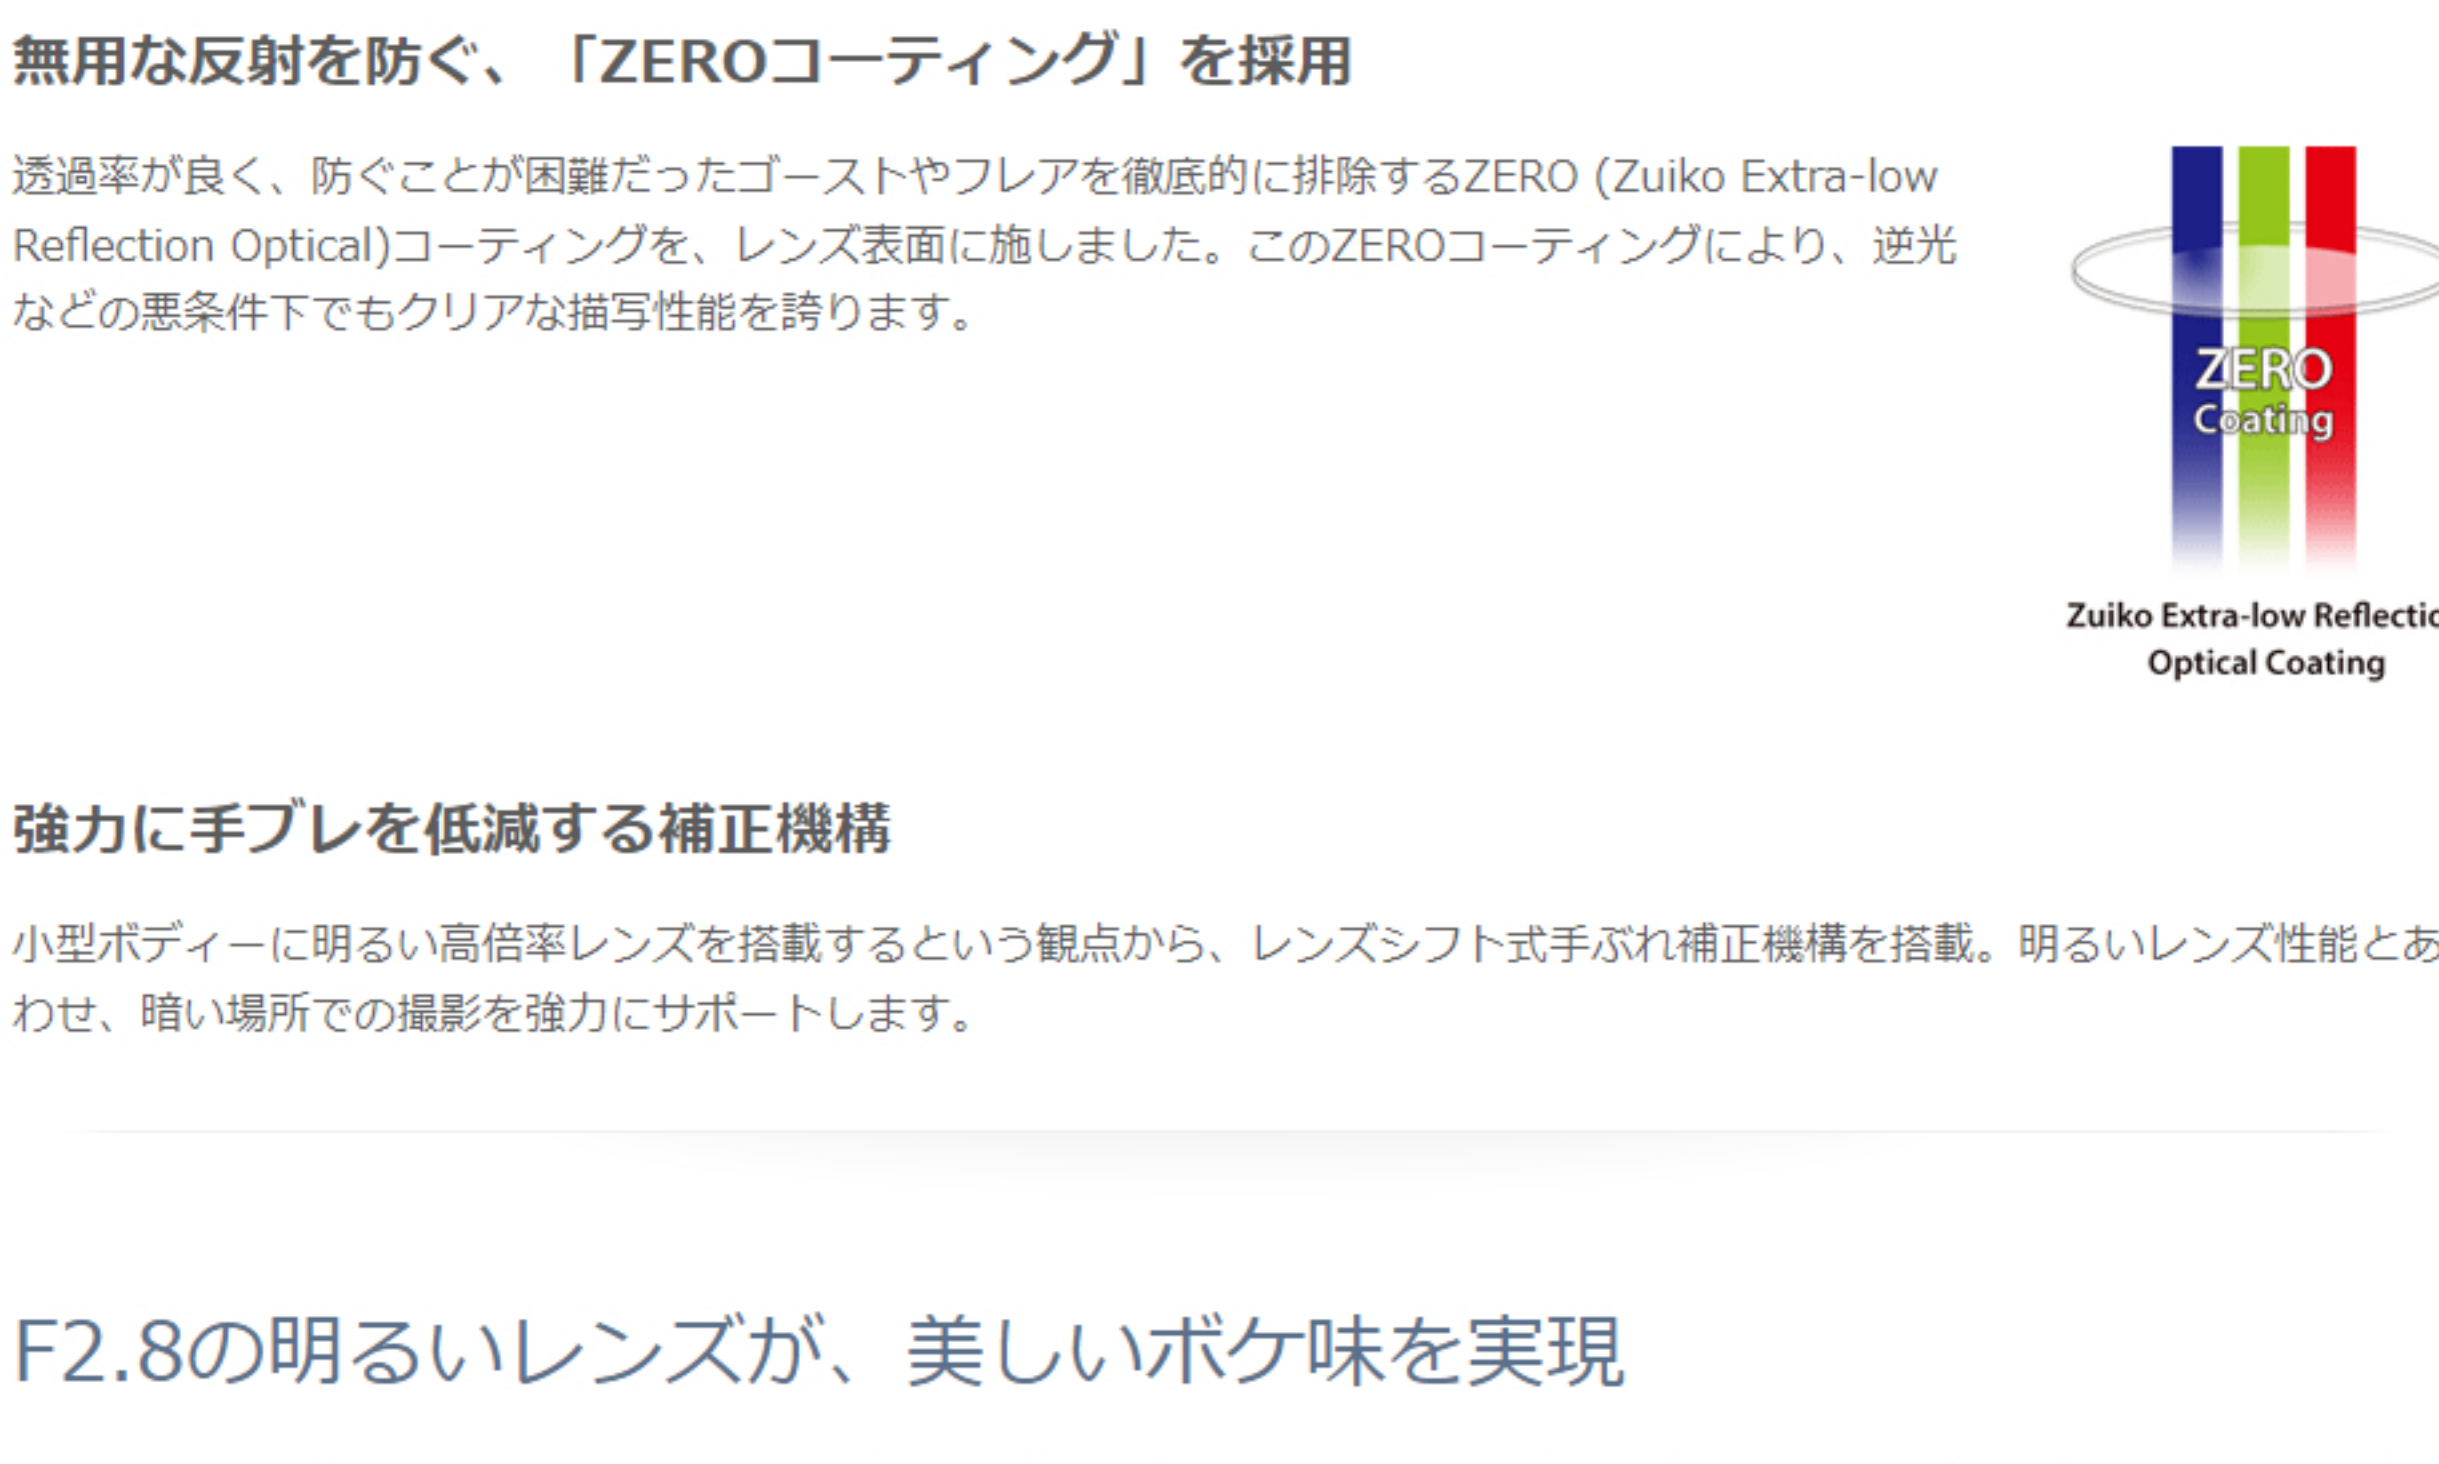 無用な反射を防ぐ、「ZEROコーティング」を採用
透過率が良く、防ぐことが困難だったゴーストやフレアを徹底的に排除するZERO (Zuiko Extra-low
Reflection Optical)コーティングを、レンズ表面に施しました。このZEROコーティングにより、逆光
などの悪条件下でもクリアな描写性能を誇ります。
ZERO
Coating
Zuiko Extra-low Reflectio
Optical Coating
強力に手ブレを低減する補正機構
小型ボディーに明るい高倍率レンズを搭載するという観点から、レンズシフト式手ぶれ補正機構を搭載。明るいレンズ性能とあ
わせ、暗い場所での撮影を強力にサポートします。
F2.8の明るいレンズが、美しいボケ味を実現